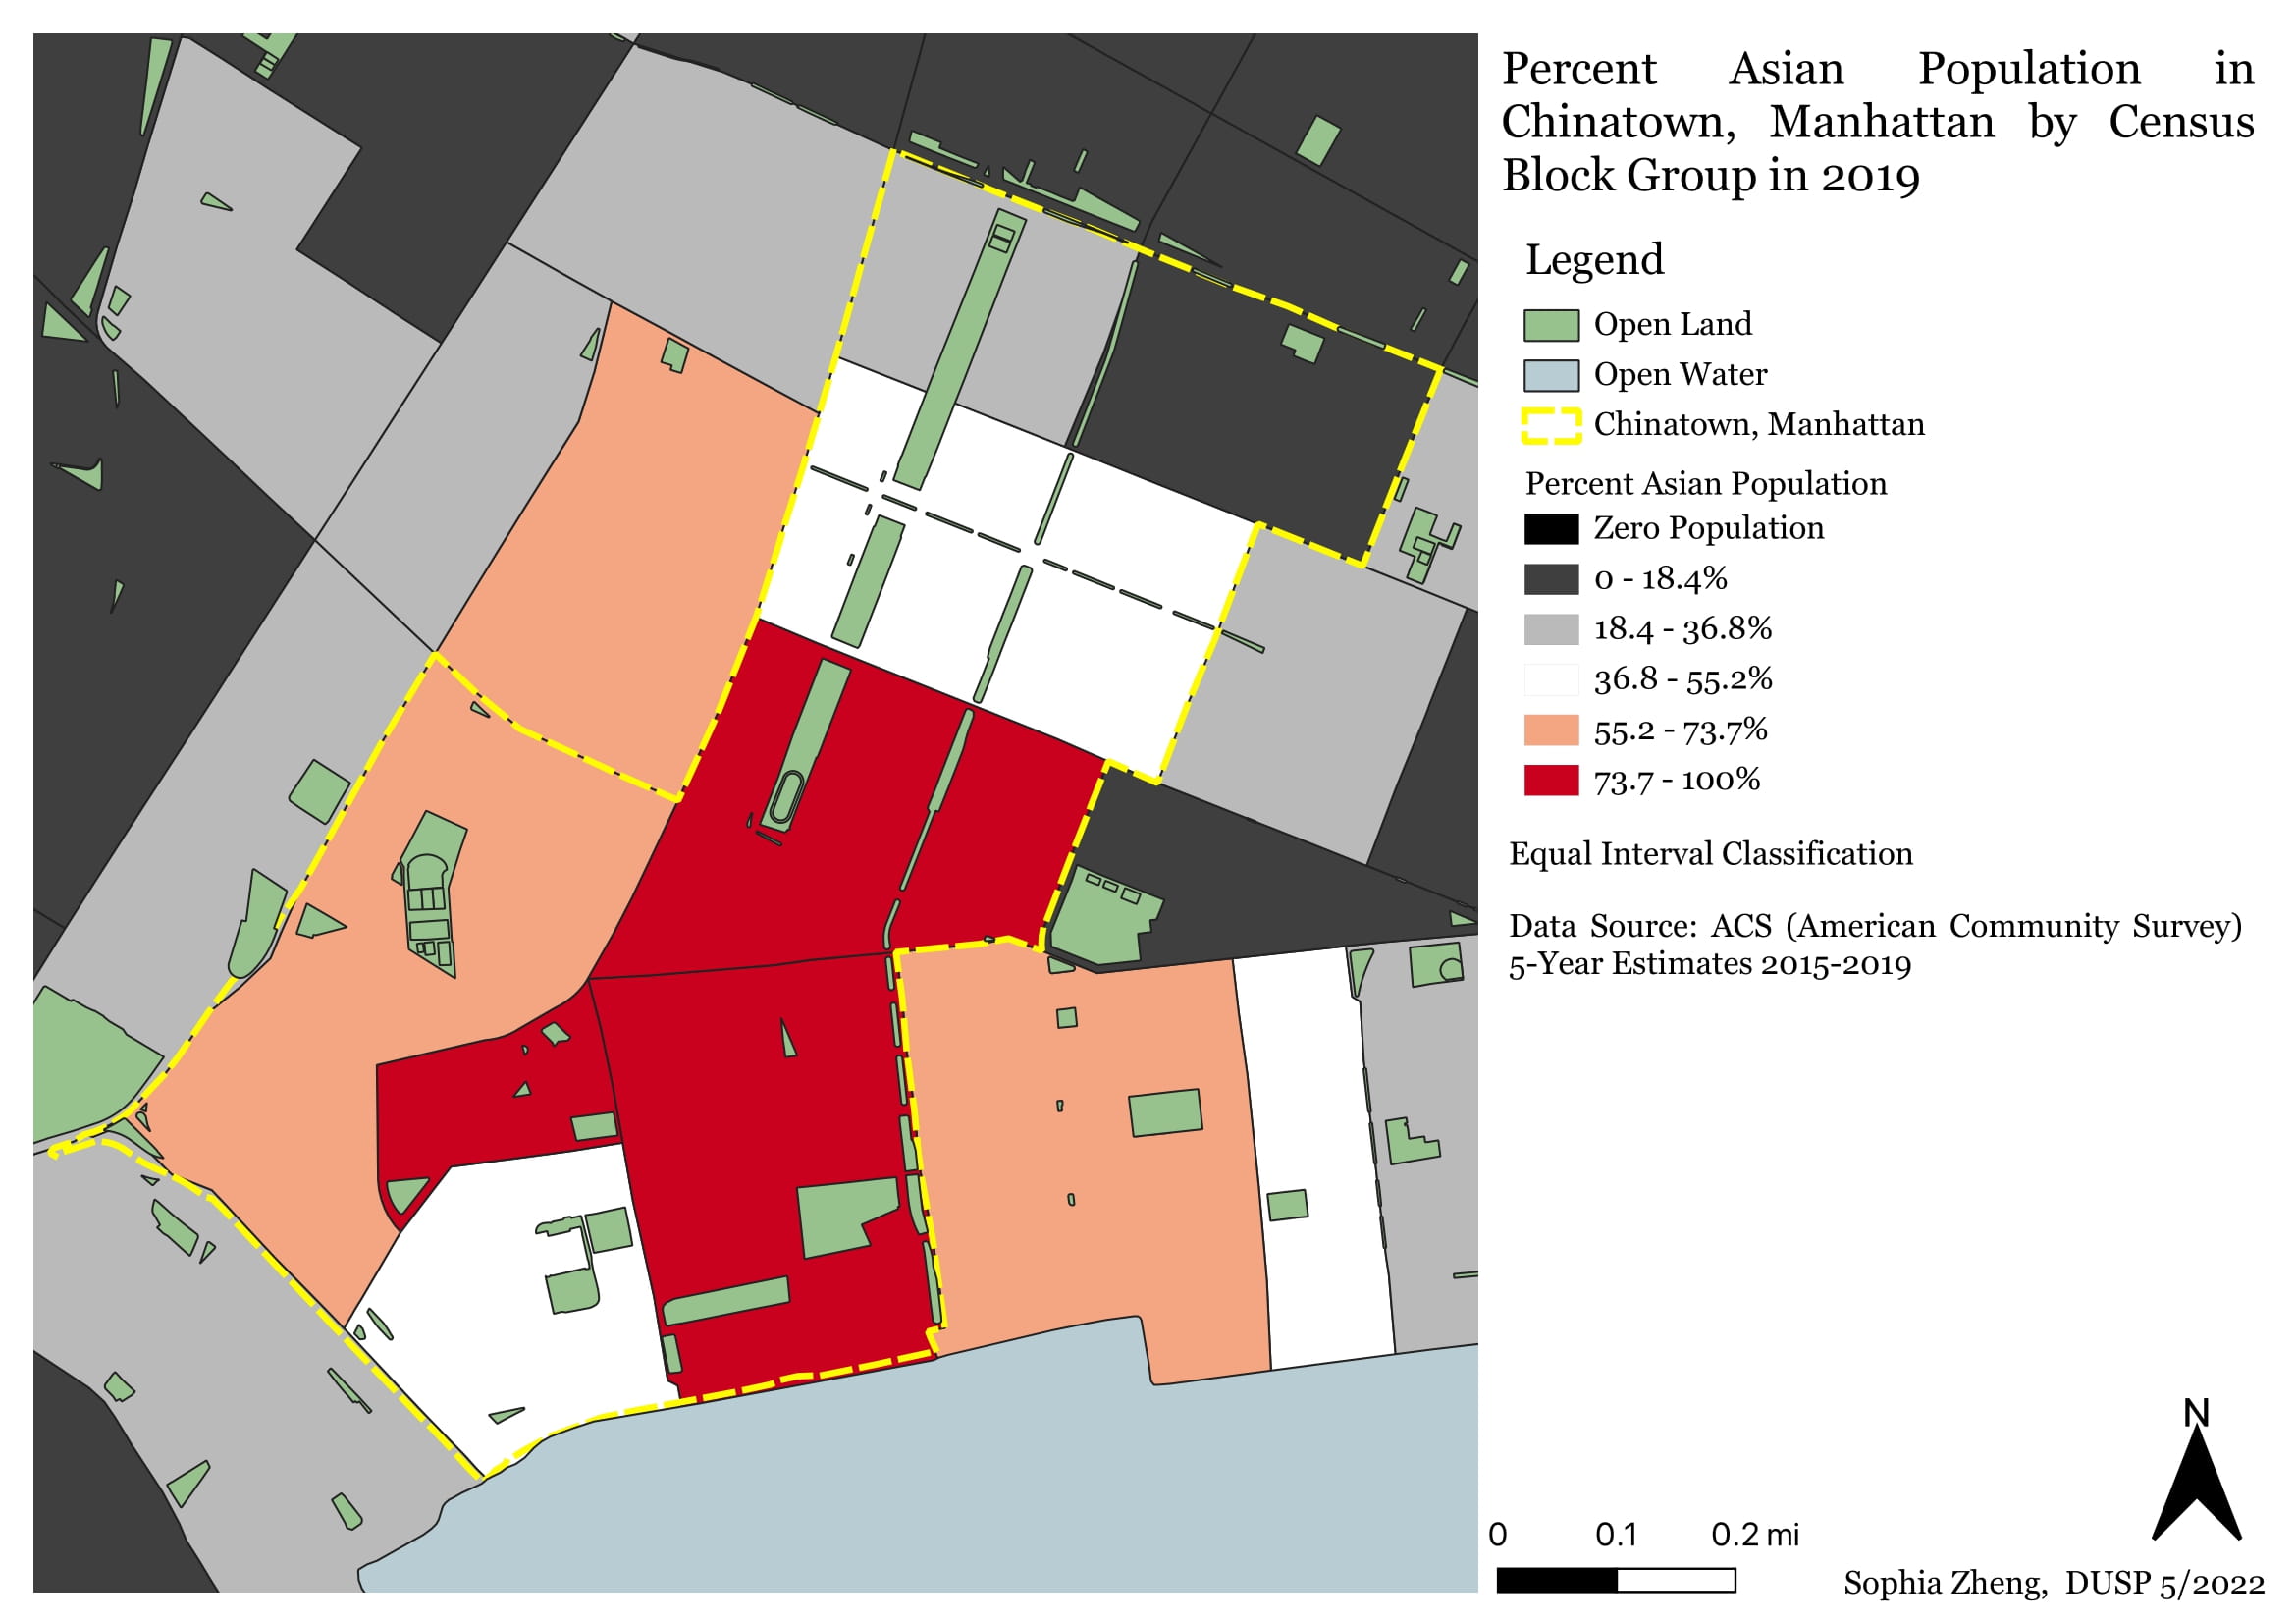 Percent Asian Population in
Chinatown, Manhattan by Census
Block Group in 2019
Legend
Open Land
Open Water
Chinatown, Manhattan
Percent Asian Population
Zero Population
0 - 18.4%
18.4 - 36.8%
36.8 - 55.2%
55.2 - 73.7%
73.7 - 100%
Equal Interval Classification
Data Source: ACS (American Community Survey)
5-Year Estimates 2015-2019
N
0 0.1 0.2 mi
Sophia Zheng, DUSP 5/2022